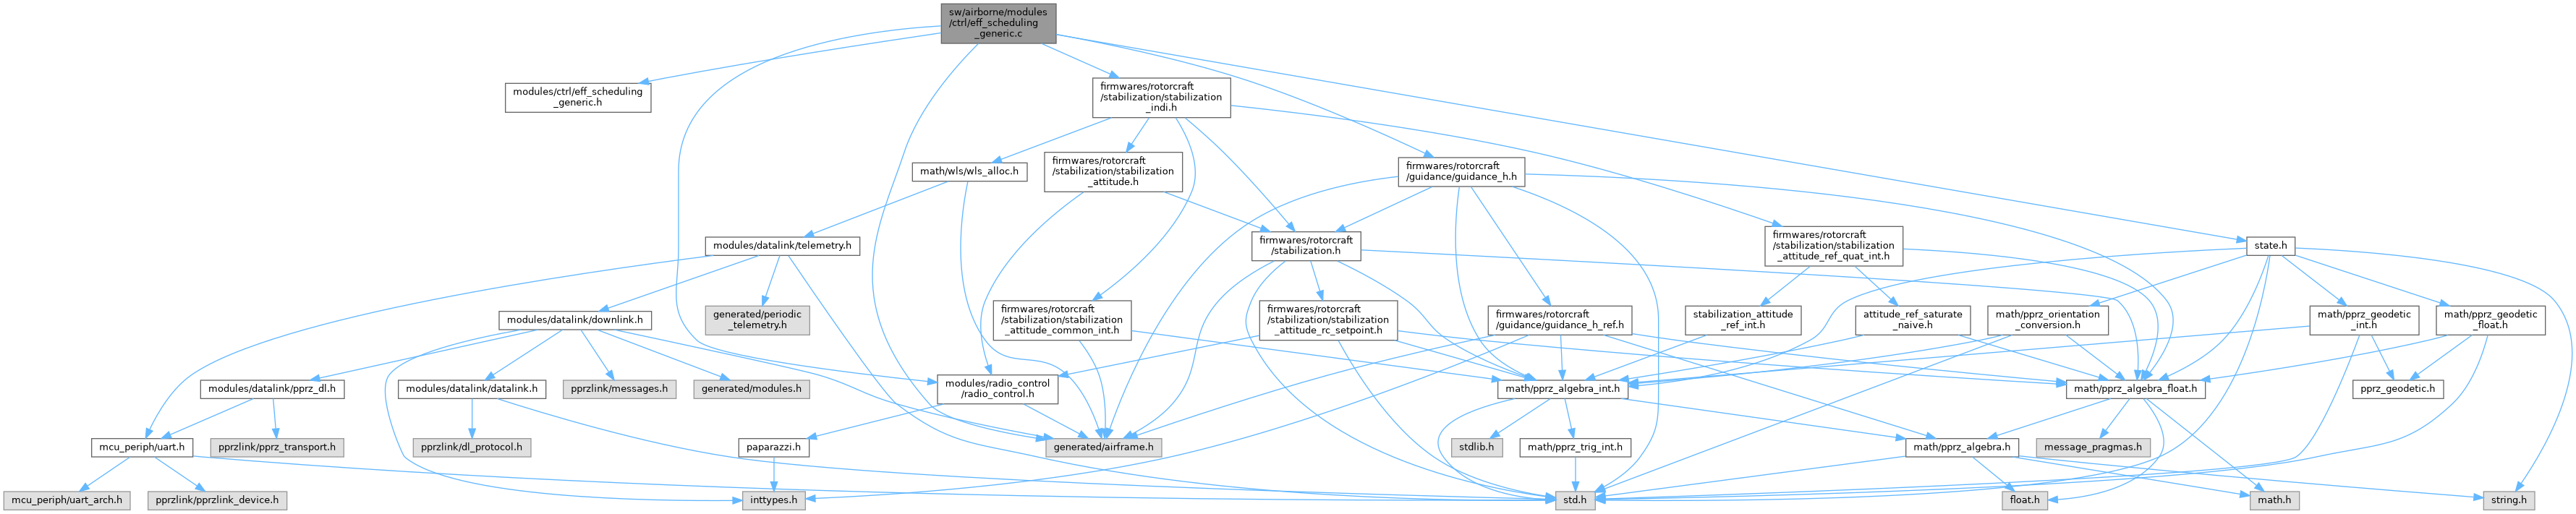 sw/airborne/modules
/ctrl/eff_scheduling
_generic.c
modules/ctrl/eff_scheduling
_generic.h
firmwares/rotorcraft
/stabilization/stabilization
_indi.h
math/wls/wls_alloc.h
firmwares/rotorcraft
/stabilization/stabilization
_attitude.h
firmwares/rotorcraft
/guidance/guidance_h.h
modules/datalink/telemetry.h
firmwares/rotorcraft
/stabilization.h
firmwares/rotorcraft
/stabilization/stabilization
_attitude_ref_quat_int.h
state.h
generated/periodic
_telemetry.h
modules/datalink/downlink.h
firmwares/rotorcraft
/stabilization/stabilization
_attitude_common_int.h
firmwares/rotorcraft
/stabilization/stabilization
_attitude_rc_setpoint.h
firmwares/rotorcraft
/guidance/guidance_h_ref.h
stabilization_attitude
_ref_int.h
attitude_ref_saturate
_naive.h
math/pprz_orientation
_conversion.h
math/pprz_geodetic
_int.h
math/pprz_geodetic
_float.h
modules/datalink/pprz_dl.h
modules/datalink/datalink.h
pprzlink/messages.h
generated/modules.h
modules/radio_control
/radio_control.h
math/pprz_algebra_int.h
math/pprz_algebra_float.h
pprz_geodetic.h
mcu_periph/uart.h
pprzlink/pprz_transport.h
pprzlink/dl_protocol.h
paparazzi.h
generated/airframe.h
stdlib.h
math/pprz_trig_int.h
math/pprz_algebra.h
message_pragmas.h
mcu_periph/uart_arch.h
pprzlink/pprzlink_device.h
inttypes.h
std.h
float.h
math.h
string.h